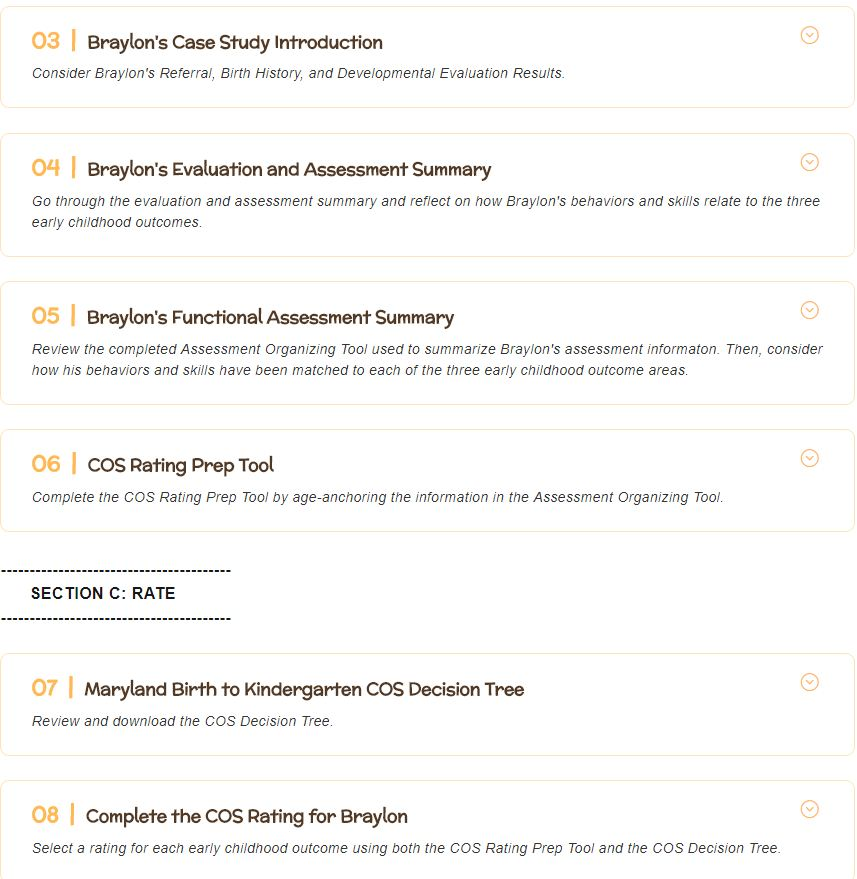 03 | Braylon's Case Study Introduction
Consider Braylon's Referral, Birth History, and Developmental Evaluation Results.
04 | Braylon's Evaluation and Assessment Summary
Go through the evaluation and assessment summary and reflect on how Braylon's behaviors and skills relate to the three
early childhood outcomes.
05 | Braylon's Functional Assessment Summary
Review the completed Assessment Organizing Tool used to summarize Braylon's assessment informaton. Then, consider
how his behaviors and skills have been matched to each of the three early childhood outcome areas.
06 | COS Rating Prep Tool
Complete the COS Rating Prep Tool by age-anchoring the information in the Assessment Organizing Tool.
----------------------------------------
SECTION C: RATE
----------------------------------------
07 | Maryland Birth to Kindergarten COS Decision Tree
Review and download the COS Decision Tree.
08 | Complete the COS Rating for Braylon
Select a rating for each early childhood outcome using both the COS Rating Prep Tool and the COS Decision Tree.